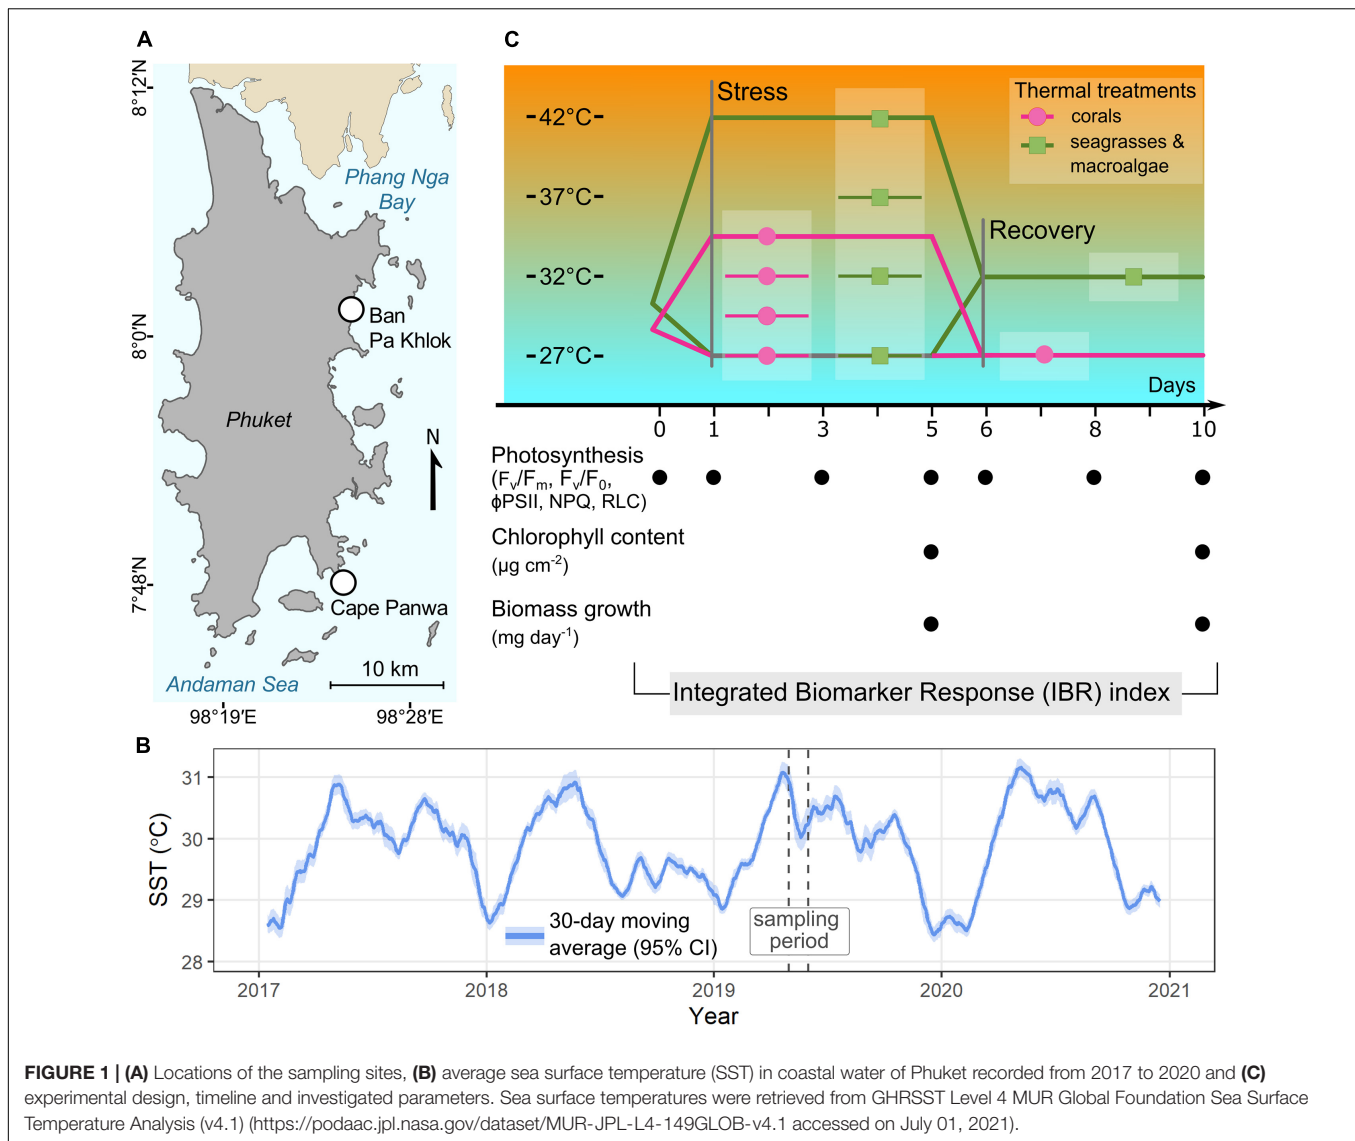 A
8°12′N
8°0′N
7°48′N
Phang Nga
Bay
Ban
Pa Khlok
Phuket
N
Cape Panwa
10 km
Andaman Sea
98°19′E
98°28′E
C
Stress
Thermal treatments
corals
seagrasses &
macroalgae
-42°C-
-37°C-
Recovery
-32°C-
-27°C-
Days
0 1 3 5 6 8 10
Photosynthesis
(Fv/Fm, Fv/F0,
ϕPSII, NPQ, RLC)
Chlorophyll content
(µg cm-2)
Biomass growth
(mg day-1)
Integrated Biomarker Response (IBR) index
B
SST (°C)
31
30
29
28
30-day moving
average (95% CI)
sampling
period
2017 2018 2019 2020 2021
Year
FIGURE 1 | (A) Locations of the sampling sites, (B) average sea surface temperature (SST) in coastal water of Phuket recorded from 2017 to 2020 and (C)
experimental design, timeline and investigated parameters. Sea surface temperatures were retrieved from GHRSST Level 4 MUR Global Foundation Sea Surface
Temperature Analysis (v4.1) (https://podaac.jpl.nasa.gov/dataset/MUR-JPL-L4-149GLOB-v4.1 accessed on July 01, 2021).